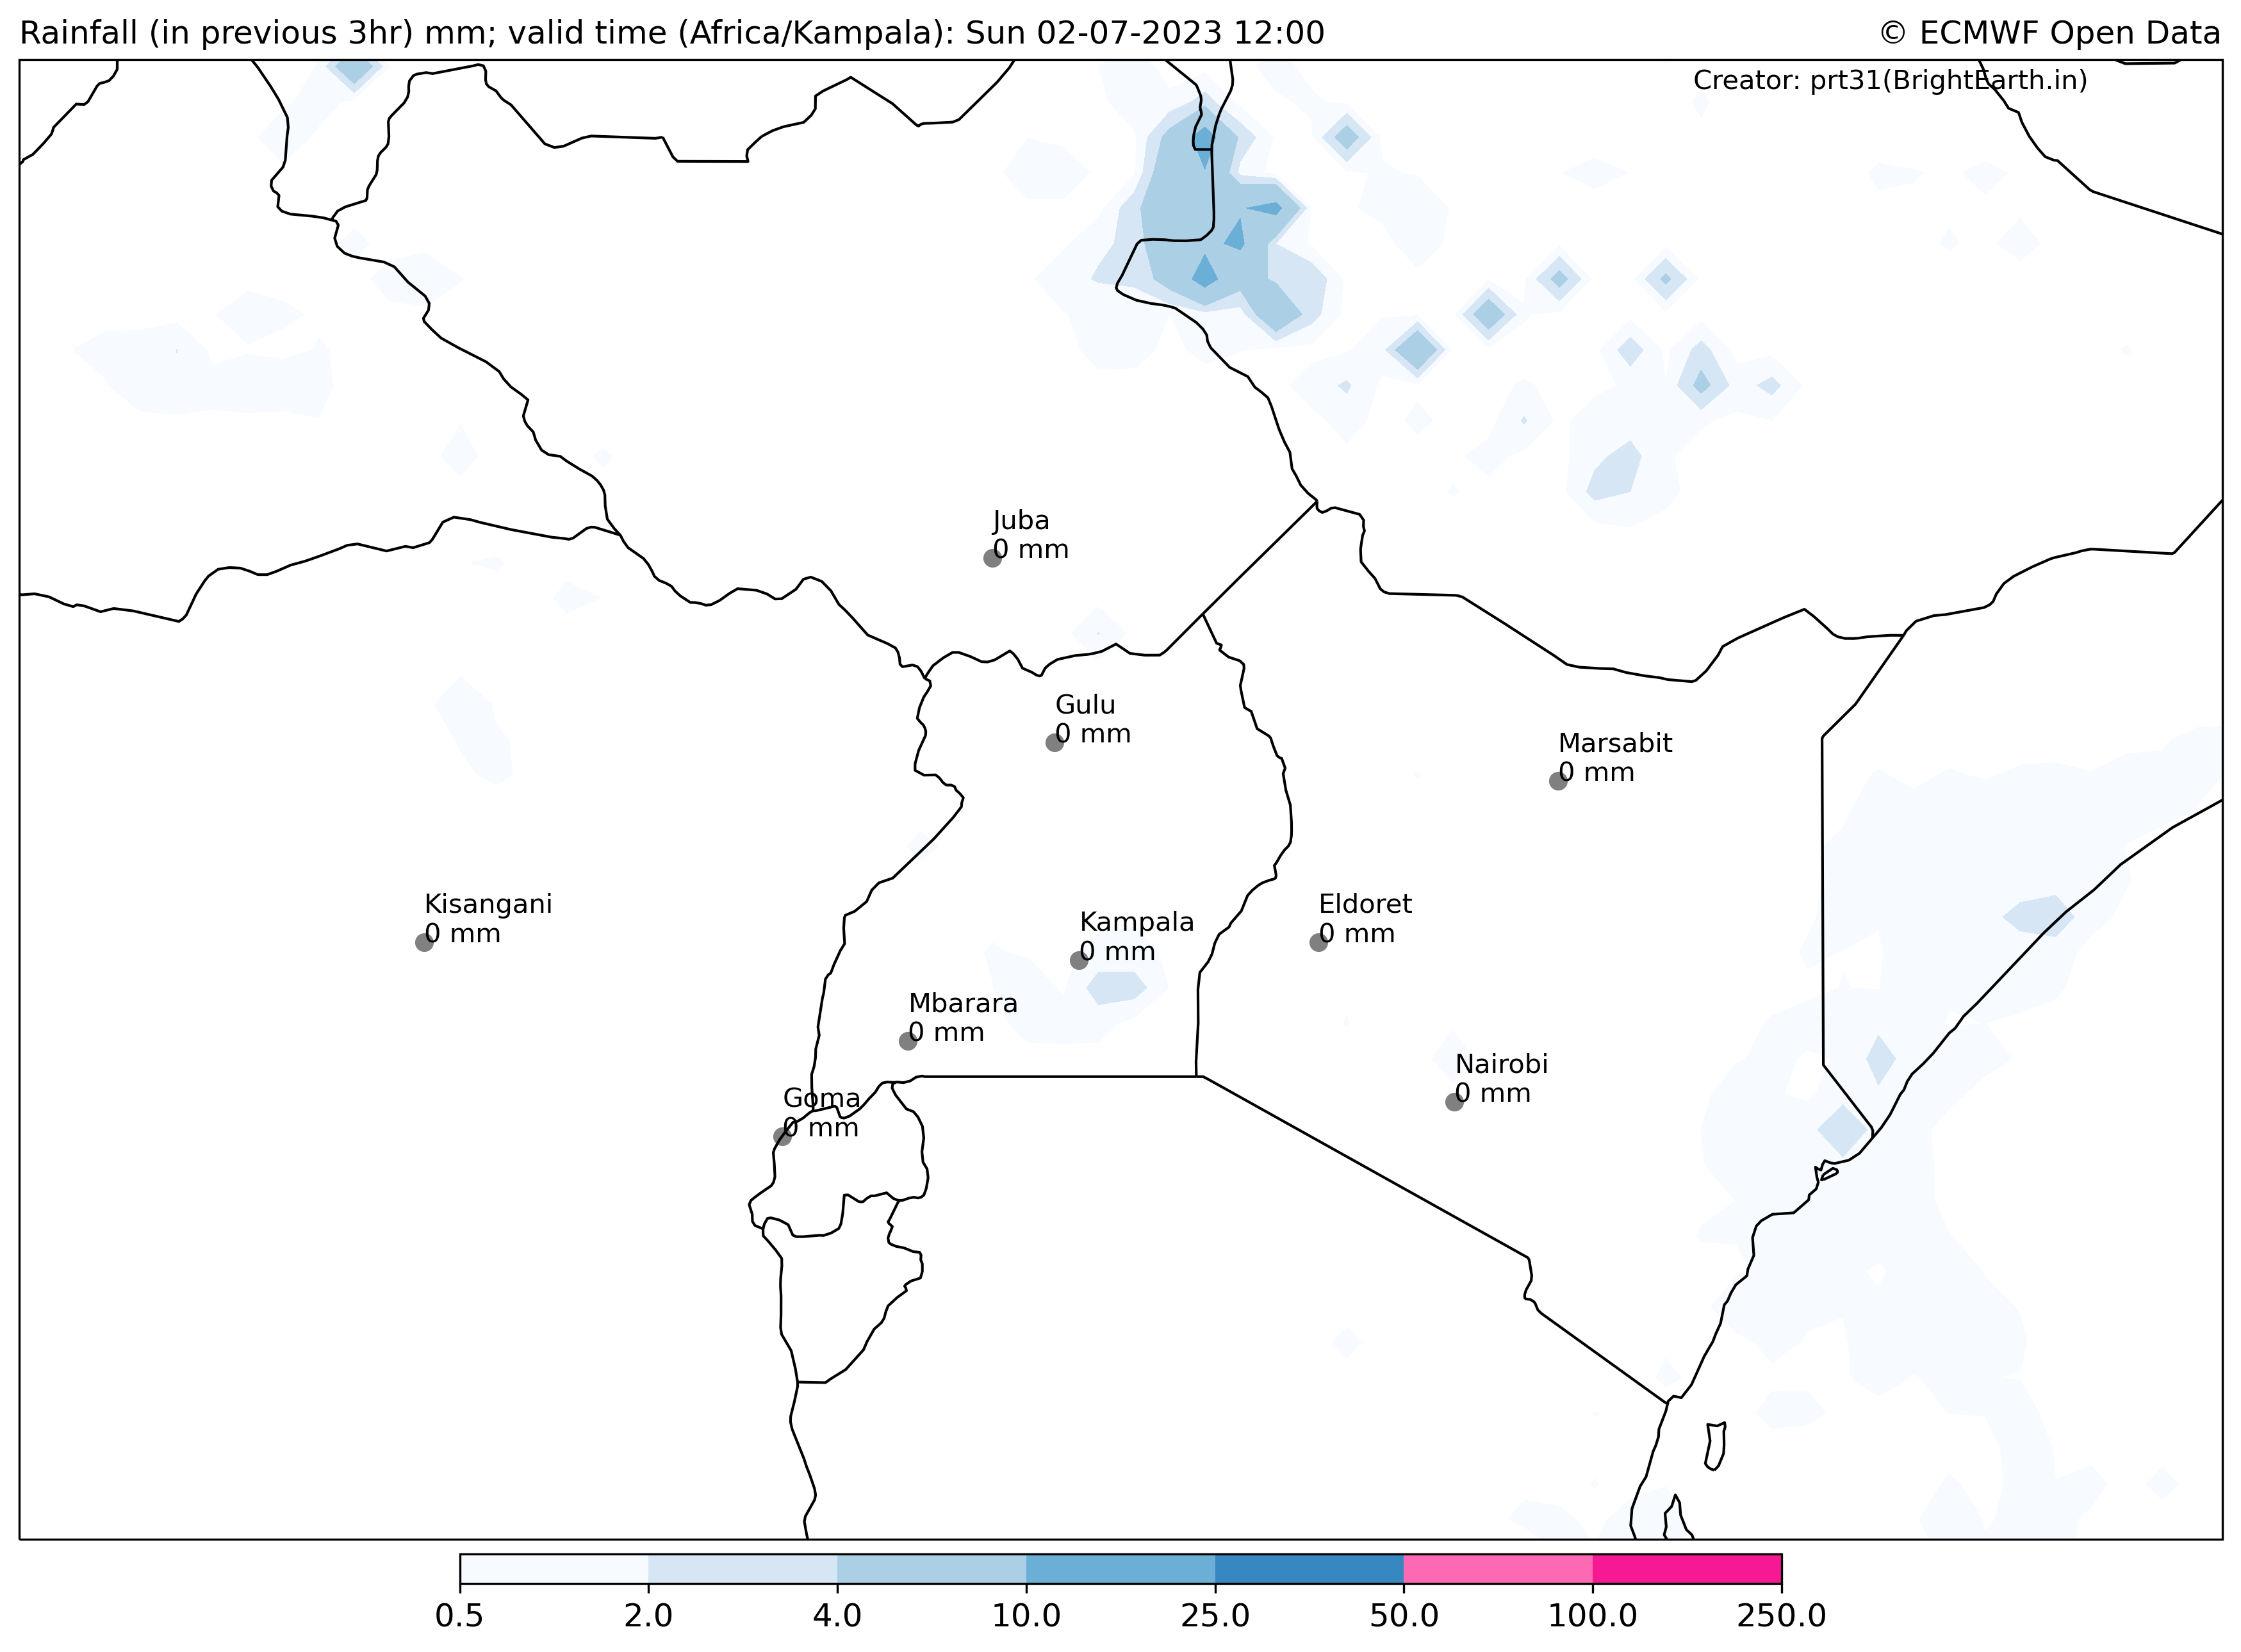 Rainfall (in previous 3hr) mm; valid time (Africa/Kampala): Sun 02-07-2023 12:00
© ECMWF Open Data
Creator: prt31(BrightEarth.in)
Juba
0 mm
Gulu
0 mm
Marsabit
0 mm
Kisangani
0 mm
Kampala
0 mm
Eldoret
0 mm
Mbarara
0 mm
Nairobi
0 mm
Goma
0 mm
0.5 2.0 4.0 10.0 25.0 50.0 100.0 250.0